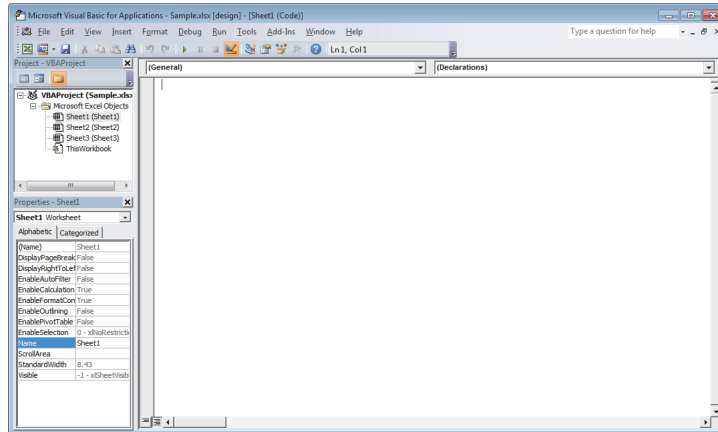 Microsoft Visual Basic for Applications - Sample.xlsx [design] - [Sheet1 (Code)]
File Edit View Insert Format Debug Run Tools Add-Ins Window Help Type a question for help
Ln 1, Col 1
Project - VBAProject
(General) (Declarations)
VBAProject (Sample.xlsx
Microsoft Excel Objects
Sheet1 (Sheet1)
Sheet2 (Sheet2)
Sheet3 (Sheet3)
ThisWorkbook
Properties - Sheet1
Sheet1 Worksheet
Alphabetic Categorized
(Name) Sheet1
DisplayPageBreak False
DisplayRightToLef False
EnableAutoFilter False
EnableCalculation True
EnableFormatCon True
EnableOutlining False
EnablePivotTable False
EnableSelection 0 - xlNoRestricti
Name Sheet1
ScrollArea
StandardWidth 8.43
Visible -1 - xlSheetVisib